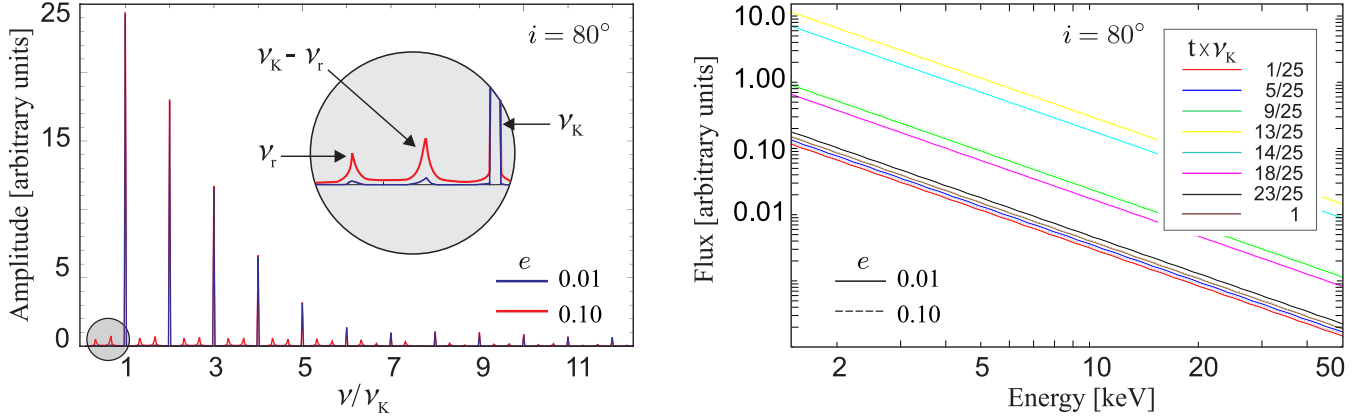 25
15
5
0
Amplitude [arbitrary units]
i = 80°
ν_K - ν_r
ν_r
ν_K
e
0.01
0.10
1
3
5
7
9
11
ν/ν_K
10.0
1.00
0.10
0.01
Flux [arbitrary units]
i = 80°
t×ν_K
1/25
5/25
9/25
13/25
14/25
18/25
23/25
1
e
0.01
0.10
2
5
10
20
50
Energy [keV]